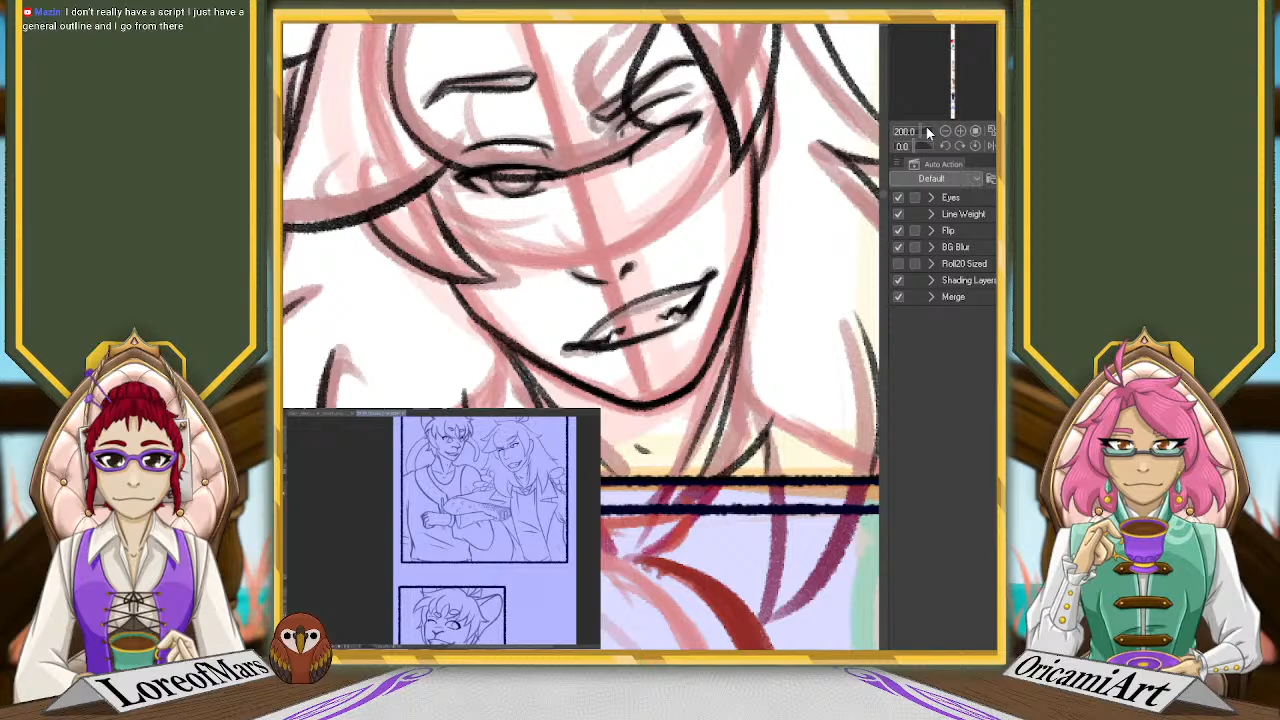 Mazin I don't really have a script I just have a
general outline and I go from there
200.0
0.0
Auto Action
Default
Eyes
Line Weight
Flip
BG Blur
Roll20 Sized
Shading Layers
Merge
LoreofMars
OricamiArt